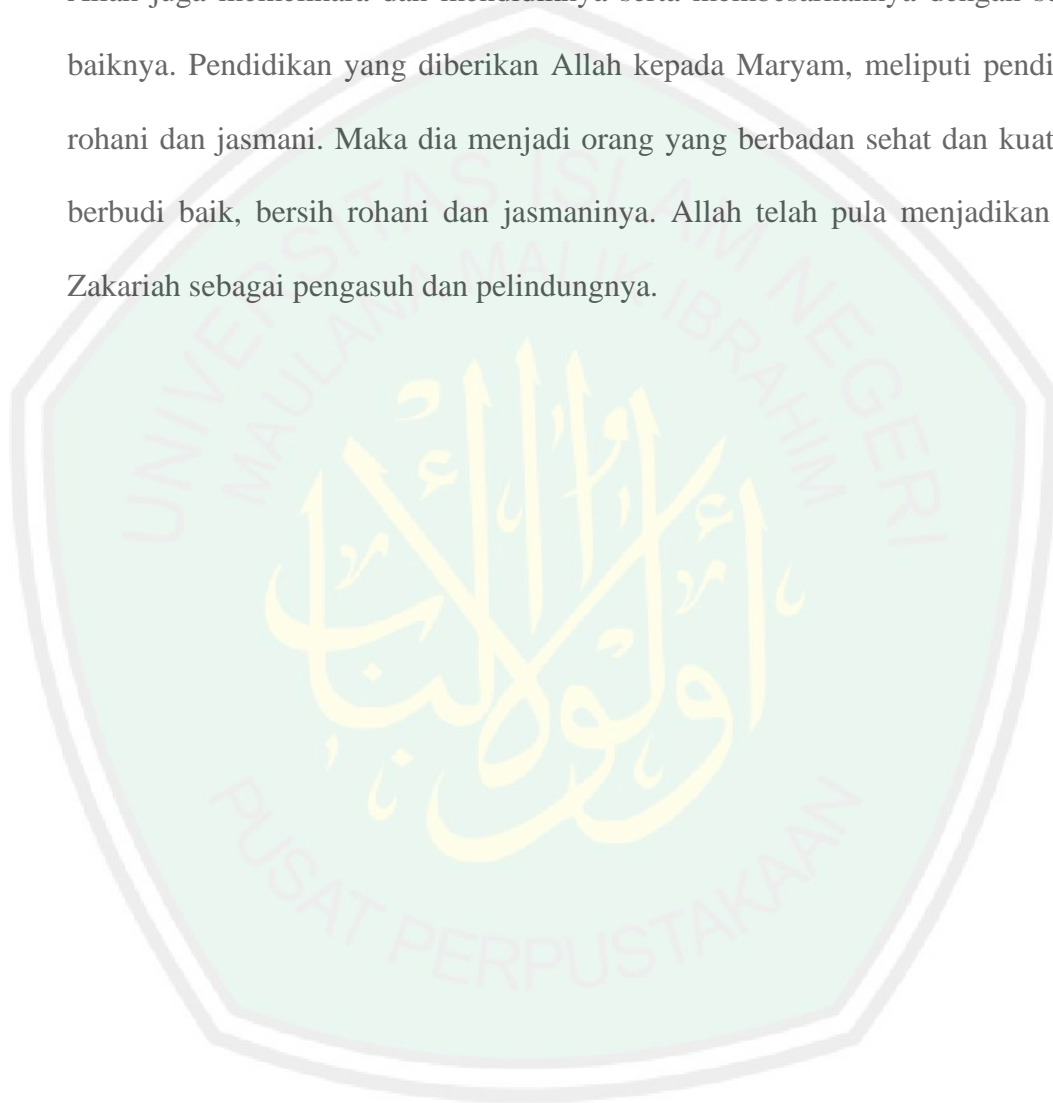 baiknya. Pendidikan yang diberikan Allah kepada Maryam, meliputi pendi
rohani dan jasmani. Maka dia menjadi orang yang berbadan sehat dan kuat
berbudi baik, bersih rohani dan jasmaninya. Allah telah pula menjadikan
Zakariah sebagai pengasuh dan pelindungnya.
UNIVERSITAS ISLAM NEGERI
MAULANA MALIK IBRAHIM
PUSAT PERPUSTAKAAN